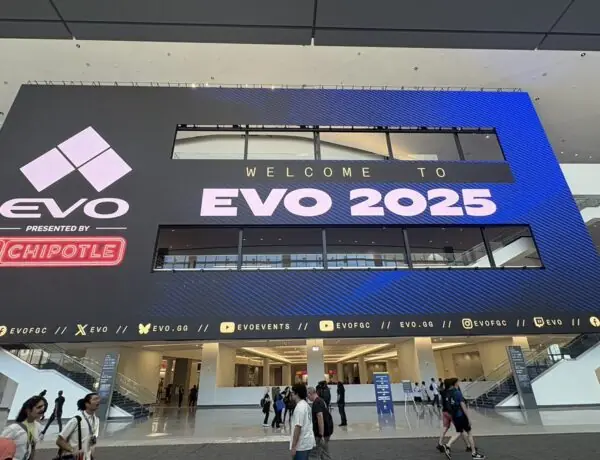 WELCOME TO
EVO 2025
EVO
PRESENTED BY
CHIPOTLE
EVOFGC // EVO // EVO.GG // EVOEVENTS // EVOFGC // EVO.GG // EVOFGC // EVO //